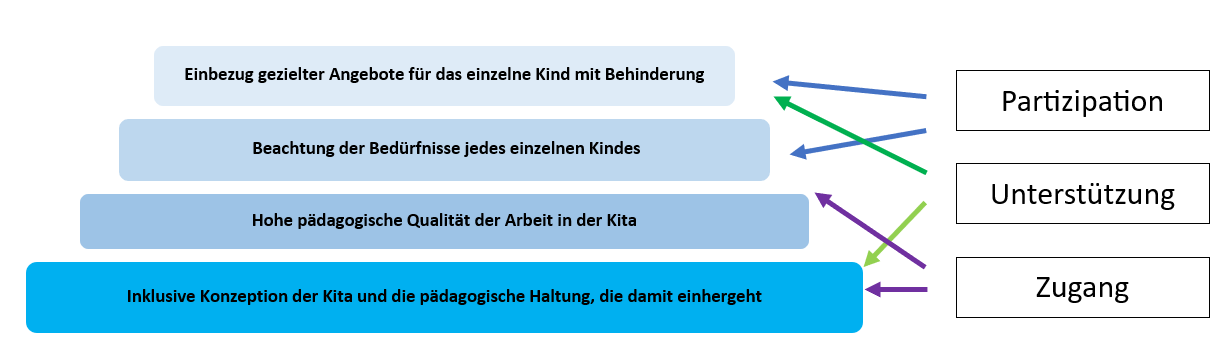 Einbezug gezielter Angebote für das einzelne Kind mit Behinderung
Beachtung der Bedürfnisse jedes einzelnen Kindes
Hohe pädagogische Qualität der Arbeit in der Kita
Inklusive Konzeption der Kita und die pädagogische Haltung, die damit einhergeht
Partizipation
Unterstützung
Zugang